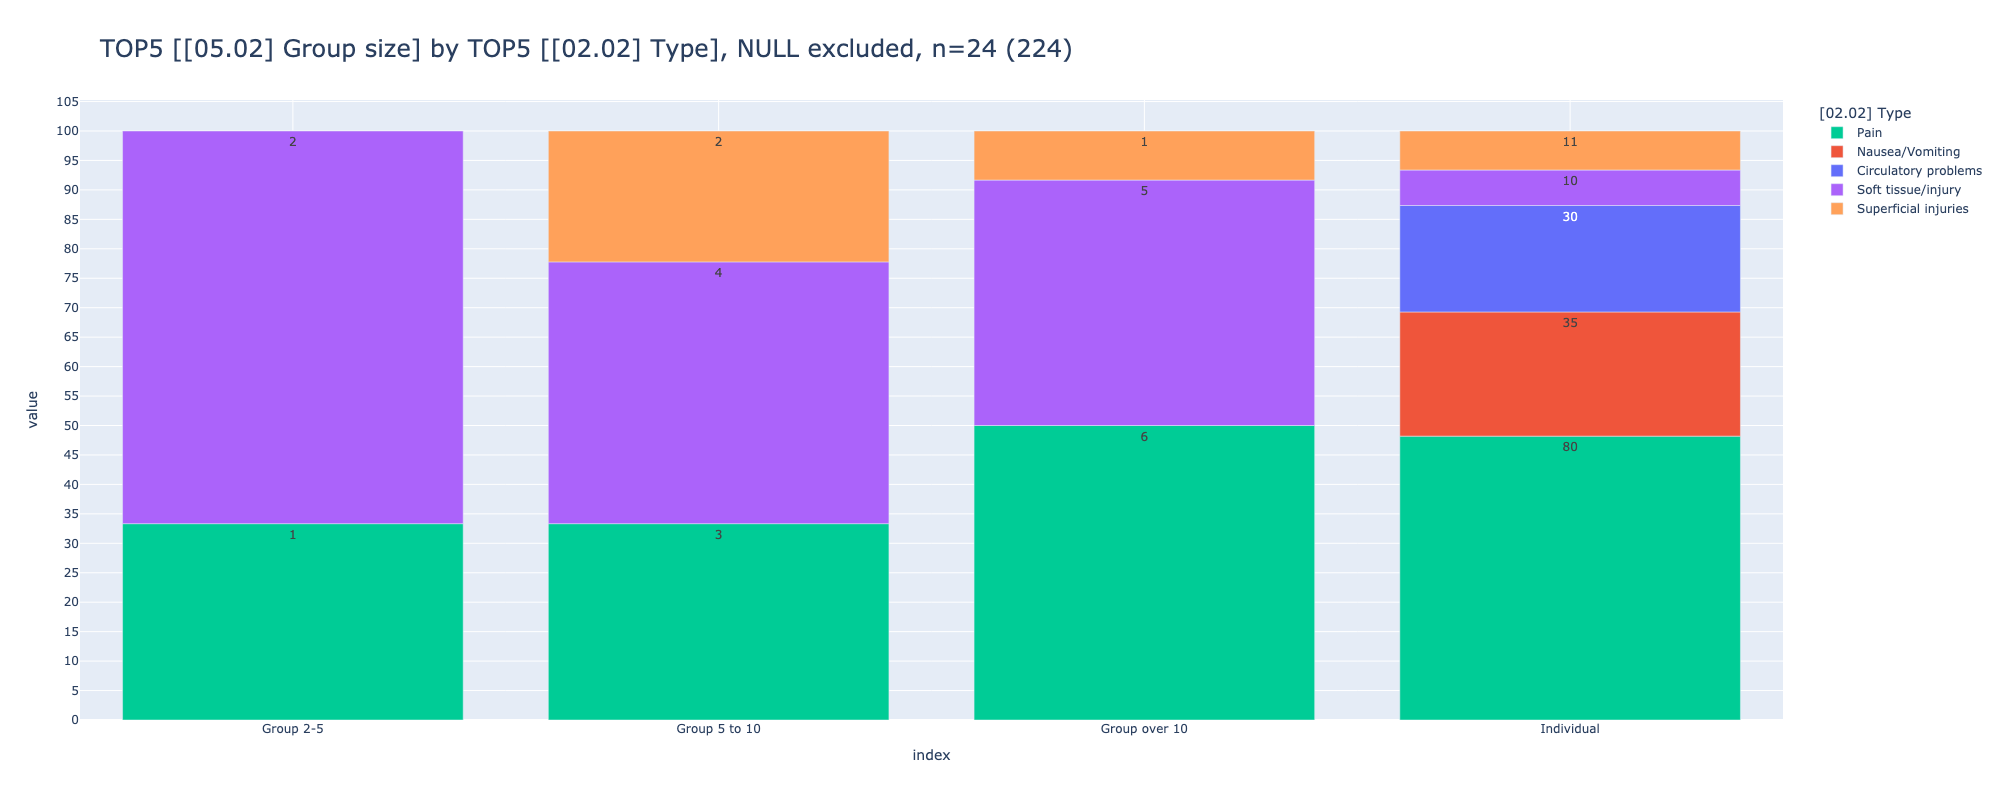 TOP5 [[05.02] Group size] by TOP5 [[02.02] Type], NULL excluded, n=24 (224)
105
100
95
90
85
80
75
70
65
60
55
50
45
40
35
30
25
20
15
10
5
0
value
2
1
2
4
3
1
5
6
11
10
30
35
80
Group 2-5
Group 5 to 10
Group over 10
Individual
index
[02.02] Type
Pain
Nausea/Vomiting
Circulatory problems
Soft tissue/injury
Superficial injuries